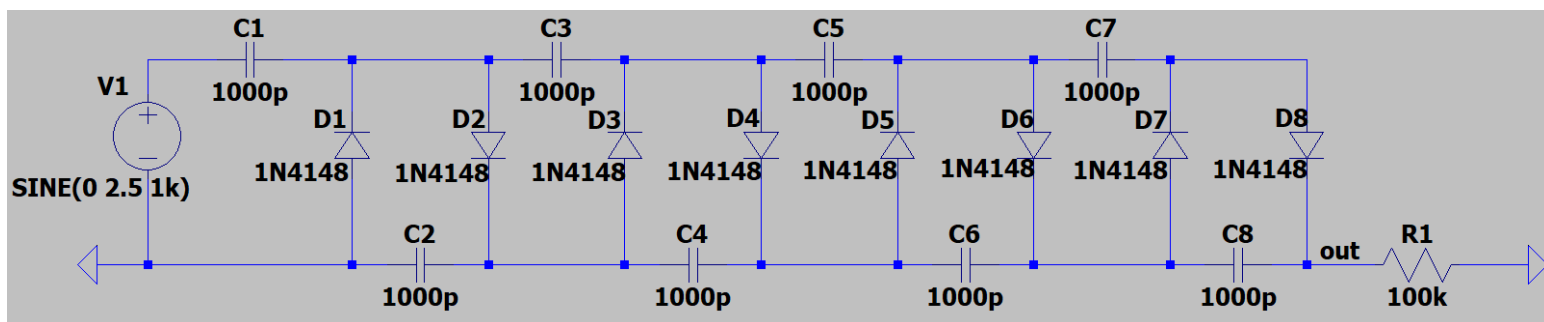 C1
C3
C5
C7
V1
1000p
1000p
1000p
1000p
D1
D2
D3
D4
D5
D6
D7
D8
1N4148
1N4148
1N4148
1N4148
1N4148
1N4148
1N4148
1N4148
SINE(0 2.5 1k)
C2
C4
C6
C8
out
R1
1000p
1000p
1000p
1000p
100k